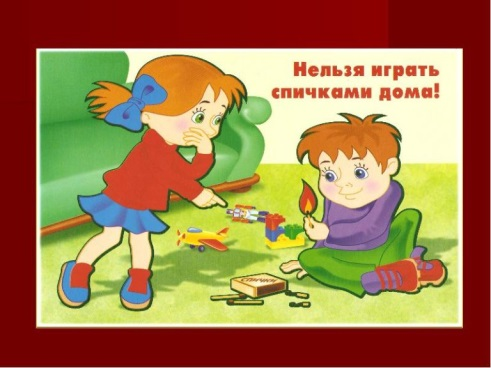 Нельзя играть
спичками дома!